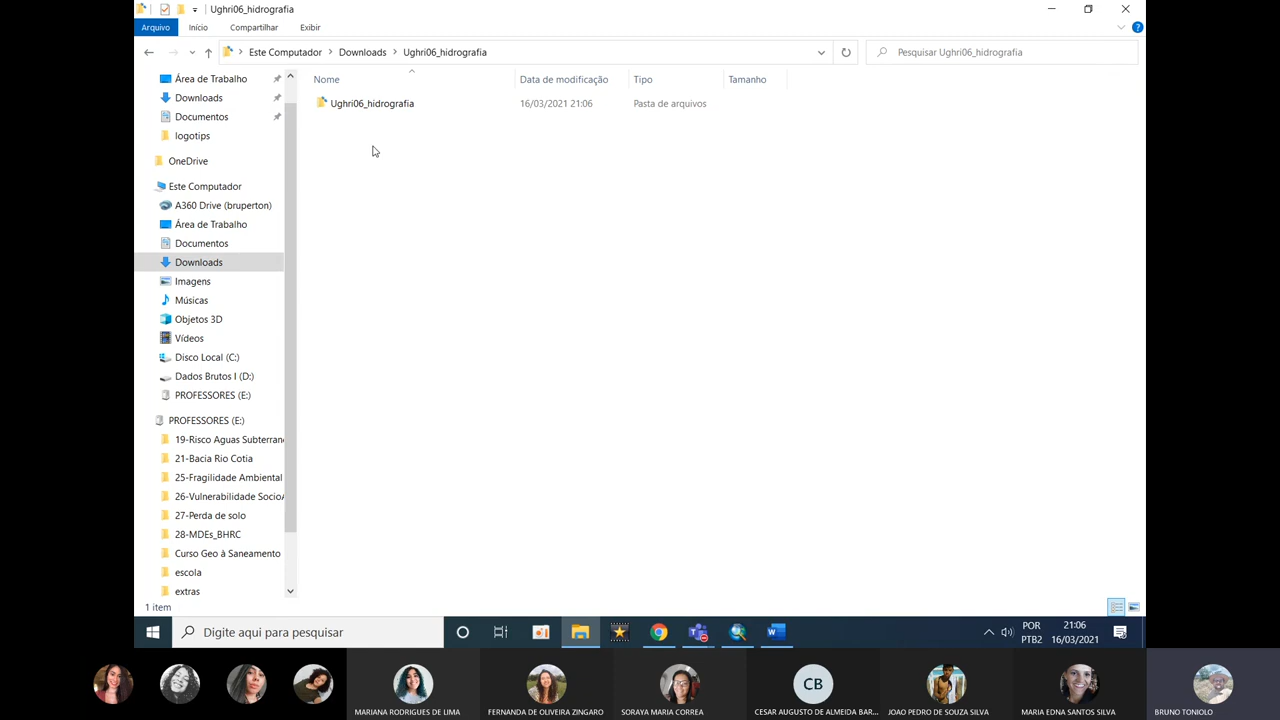 Ughri06_hidrografia
Arquivo Início Compartilhar Exibir
Este Computador Downloads Ughri06_hidrografia
Pesquisar Ughri06_hidrografia
Nome Data de modificação Tipo Tamanho
Ughri06_hidrografia 16/03/2021 21:06 Pasta de arquivos
Área de Trabalho
Downloads
Documentos
logotips
OneDrive
Este Computador
A360 Drive (bruperton)
Área de Trabalho
Documentos
Downloads
Imagens
Músicas
Objetos 3D
Vídeos
Disco Local (C:)
Dados Brutos I (D:)
PROFESSORES (E:)
PROFESSORES (E:)
19-Risco Aguas Subterran
21-Bacia Rio Cotia
25-Fragilidade Ambiental
26-Vulnerabilidade Socio
27-Perda de solo
28-MDEs_BHRC
Curso Geo à Saneamento
escola
extras
1 item
Digite aqui para pesquisar
POR
PTB2
21:06
16/03/2021
MARIANA RODRIGUES DE LIMA
FERNANDA DE OLIVEIRA ZINGARO
SORAYA MARIA CORREA
CB
CESAR AUGUSTO DE ALMEIDA BAR...
JOAO PEDRO DE SOUZA SILVA
MARIA EDNA SANTOS SILVA
BRUNO TONIOLO